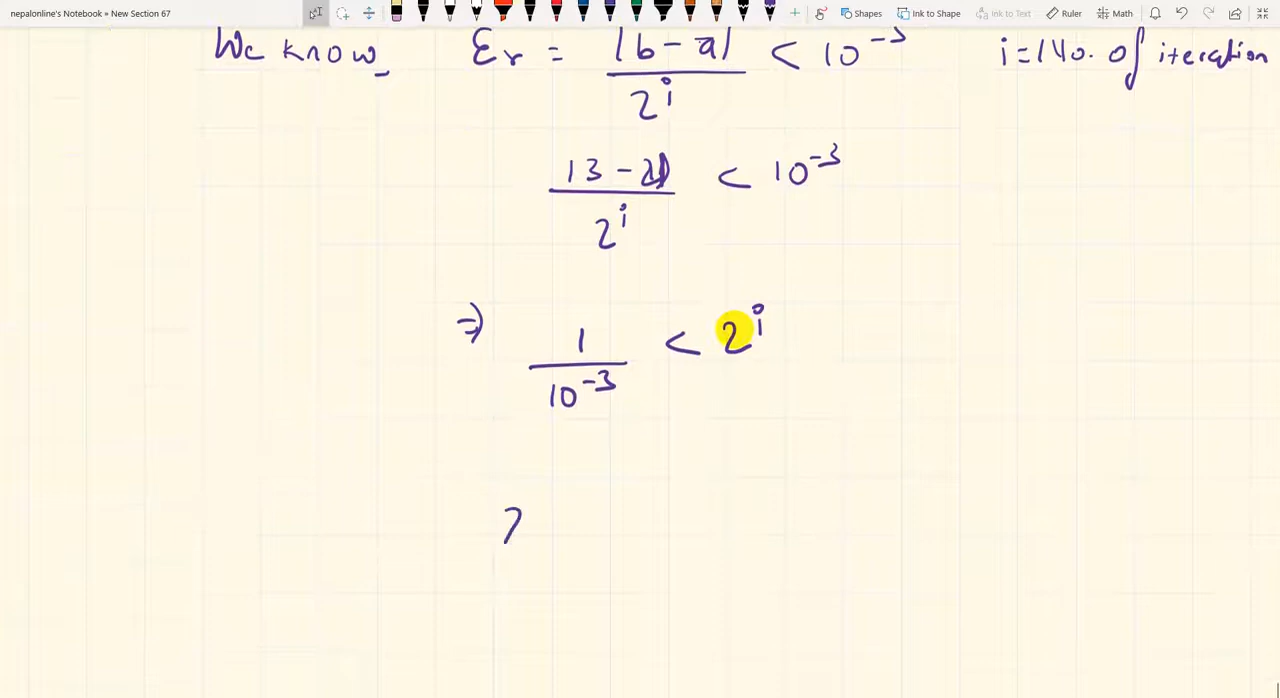 nepalonline's Notebook » New Section 67
Shapes Ink to Shape Ink to Text Ruler Math
We know, Er = |b - a| / 2^i < 10^-3 i = No. of iteration
|3 - 2| / 2^i < 10^-3
⇒ 1 / 10^-3 < 2^i
2